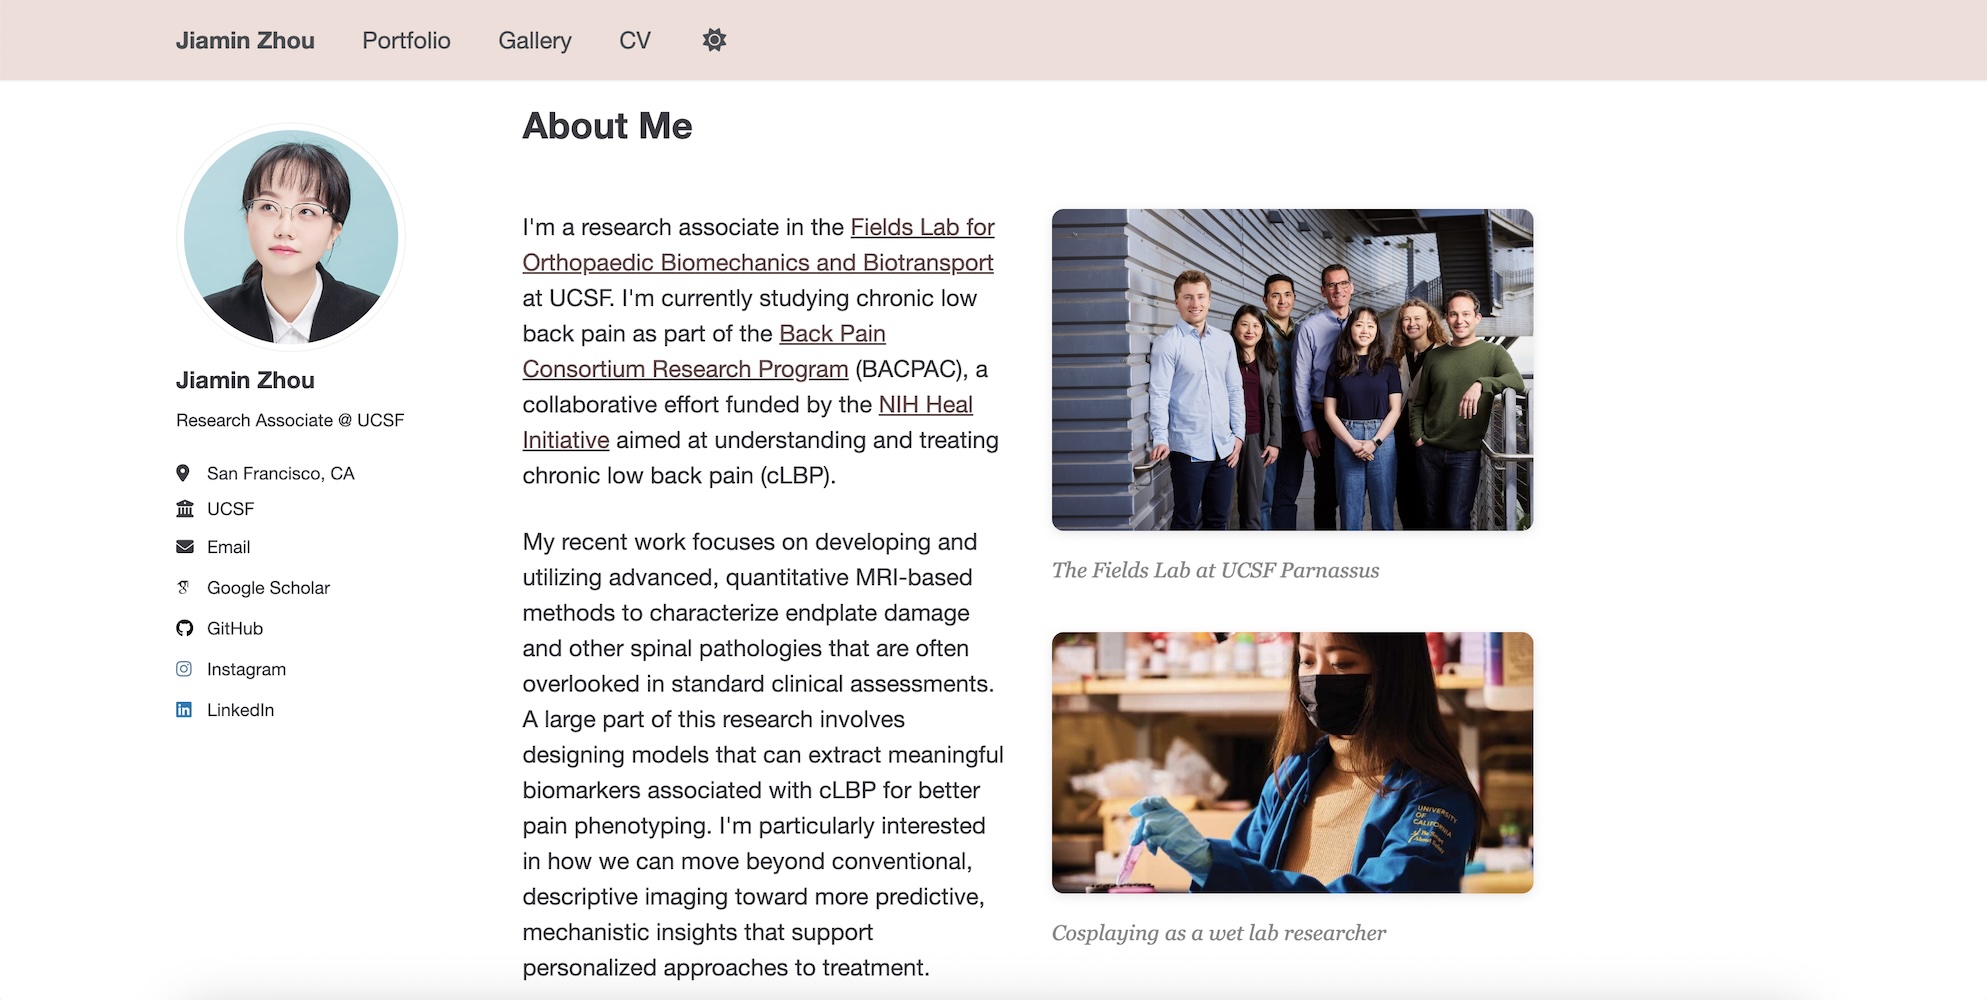 Jiamin Zhou Portfolio Gallery CV
Jiamin Zhou
Research Associate @ UCSF
San Francisco, CA
UCSF
Email
Google Scholar
GitHub
Instagram
LinkedIn
About Me
I'm a research associate in the Fields Lab for
Orthopaedic Biomechanics and Biotransport
at UCSF. I'm currently studying chronic low
back pain as part of the Back Pain
Consortium Research Program (BACPAC), a
collaborative effort funded by the NIH Heal
Initiative aimed at understanding and treating
chronic low back pain (cLBP).
My recent work focuses on developing and
utilizing advanced, quantitative MRI-based
methods to characterize endplate damage
and other spinal pathologies that are often
overlooked in standard clinical assessments.
A large part of this research involves
designing models that can extract meaningful
biomarkers associated with cLBP for better
pain phenotyping. I'm particularly interested
in how we can move beyond conventional,
descriptive imaging toward more predictive,
mechanistic insights that support
personalized approaches to treatment.
The Fields Lab at UCSF Parnassus
UNIVERSITY
OF
CALIFORNIA
Cosplaying as a wet lab researcher